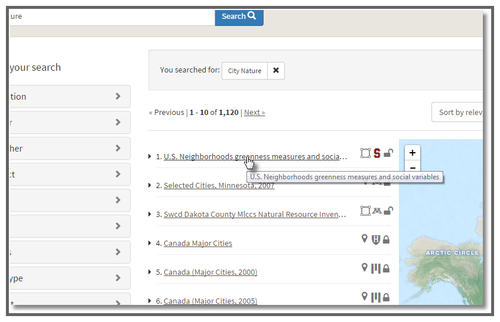 ure
Search
your search
You searched for: City Nature ✖
« Previous | 1 - 10 of 1,120 | Next »
Sort by relev
tion
r
her
t
s
ype
t
1. U.S. Neighborhoods greenness measures and socia...
U.S. Neighborhoods greenness measures and social variables
2. Selected Cities, Minnesota, 2007
3. Swcd Dakota County Mlccs Natural Resource Inven...
4. Canada Major Cities
5. Canada (Major Cities, 2000)
6. Canada (Major Cities, 2005)
+
−
ARCTIC CIRCLE